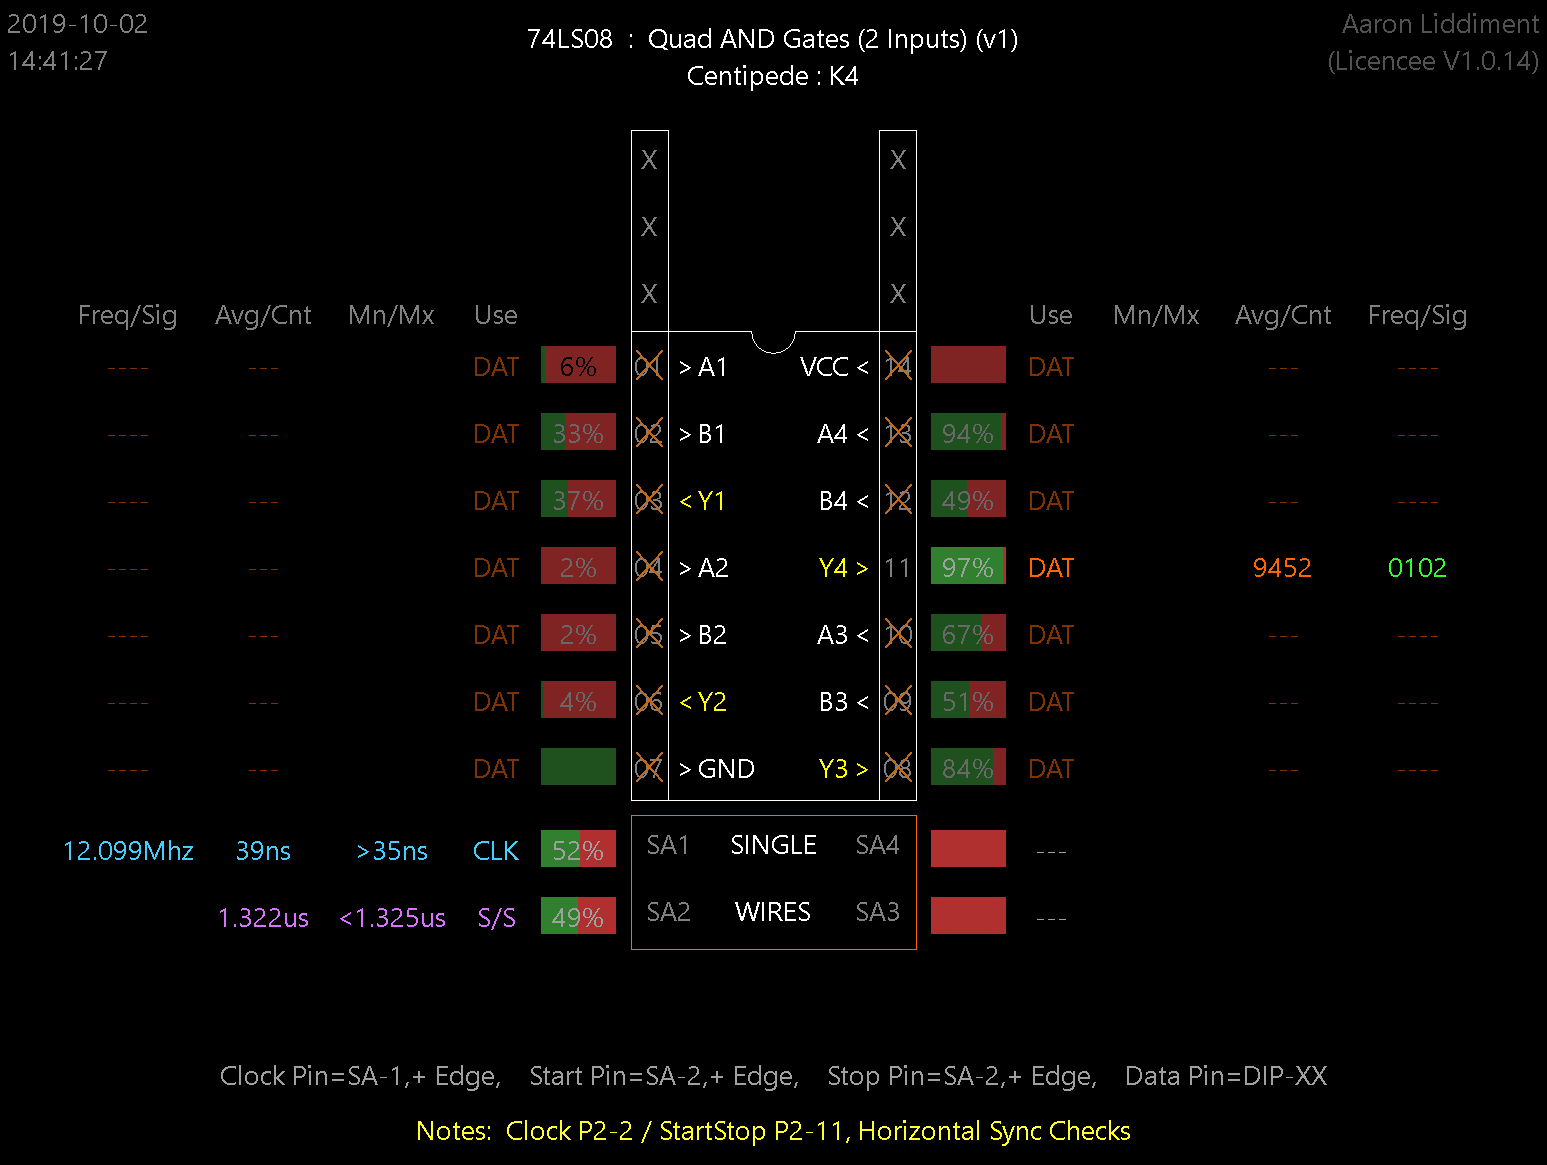 2019-10-02
14:41:27
74LS08 : Quad AND Gates (2 Inputs) (v1)
Centipede : K4
Aaron Liddiment
(Licencee V1.0.14)
X X
X X
X X
Freq/Sig Avg/Cnt Mn/Mx Use Use Mn/Mx Avg/Cnt Freq/Sig
---- --- DAT 6% 01 > A1 VCC < 14 DAT --- ----
---- --- DAT 33% 02 > B1 A4 < 13 94% DAT --- ----
---- --- DAT 37% 03 < Y1 B4 < 12 49% DAT --- ----
---- --- DAT 2% 04 > A2 Y4 > 11 97% DAT 9452 0102
---- --- DAT 2% 05 > B2 A3 < 10 67% DAT --- ----
---- --- DAT 4% 06 < Y2 B3 < 09 51% DAT --- ----
---- --- DAT 07 > GND Y3 > 08 84% DAT --- ----
12.099Mhz 39ns >35ns CLK 52% SA1 SINGLE SA4 ---
1.322us <1.325us S/S 49% SA2 WIRES SA3 ---
Clock Pin=SA-1,+ Edge, Start Pin=SA-2,+ Edge, Stop Pin=SA-2,+ Edge, Data Pin=DIP-XX
Notes: Clock P2-2 / StartStop P2-11, Horizontal Sync Checks